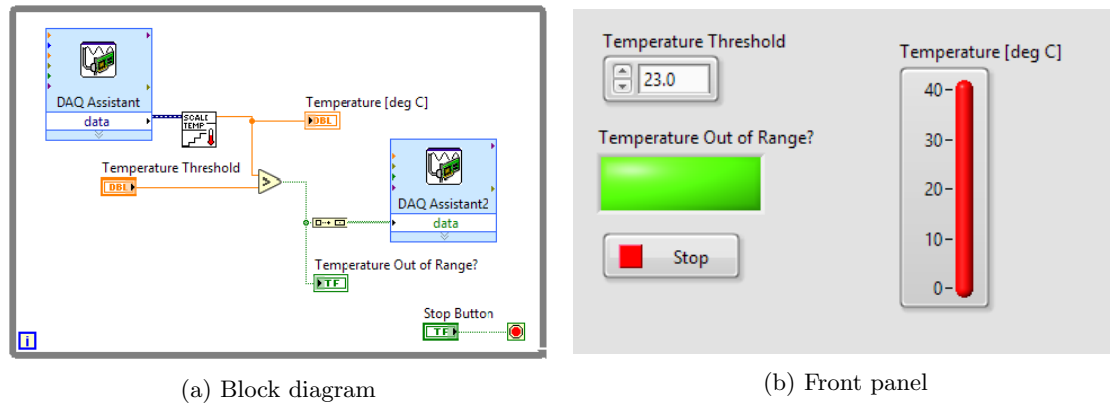 DAQ Assistant
data
SCALE
TEMP
Temperature [deg C]
DBL
Temperature Threshold
DBL
>
DAQ Assistant2
data
Temperature Out of Range?
TF
Stop Button
TF
i
(a) Block diagram
Temperature Threshold
23.0
Temperature Out of Range?
Stop
Temperature [deg C]
40
30
20
10
0
(b) Front panel